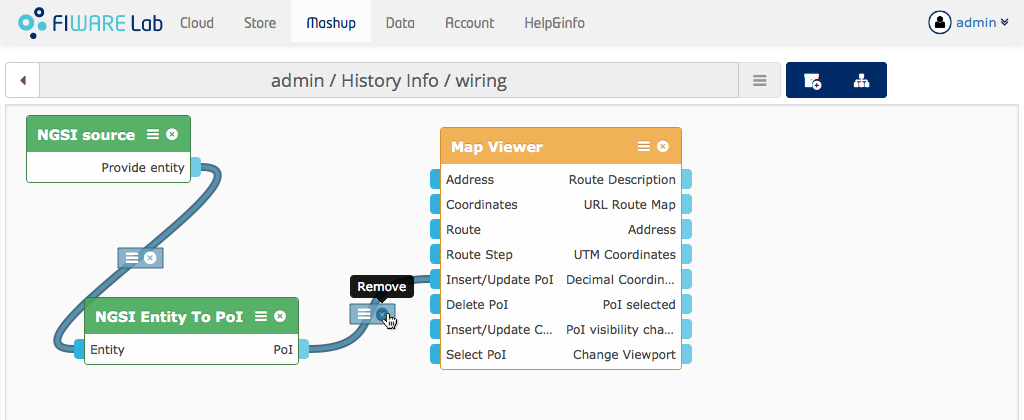 FIWARE Lab Cloud Store Mashup Data Account Help&info admin
admin / History Info / wiring
NGSI source
Provide entity
Map Viewer
Address Route Description
Coordinates URL Route Map
Route Address
Route Step UTM Coordinates
Insert/Update PoI Decimal Coordin...
Delete PoI PoI selected
Insert/Update C... PoI visibility cha...
Select PoI Change Viewport
Remove
NGSI Entity To PoI
Entity PoI